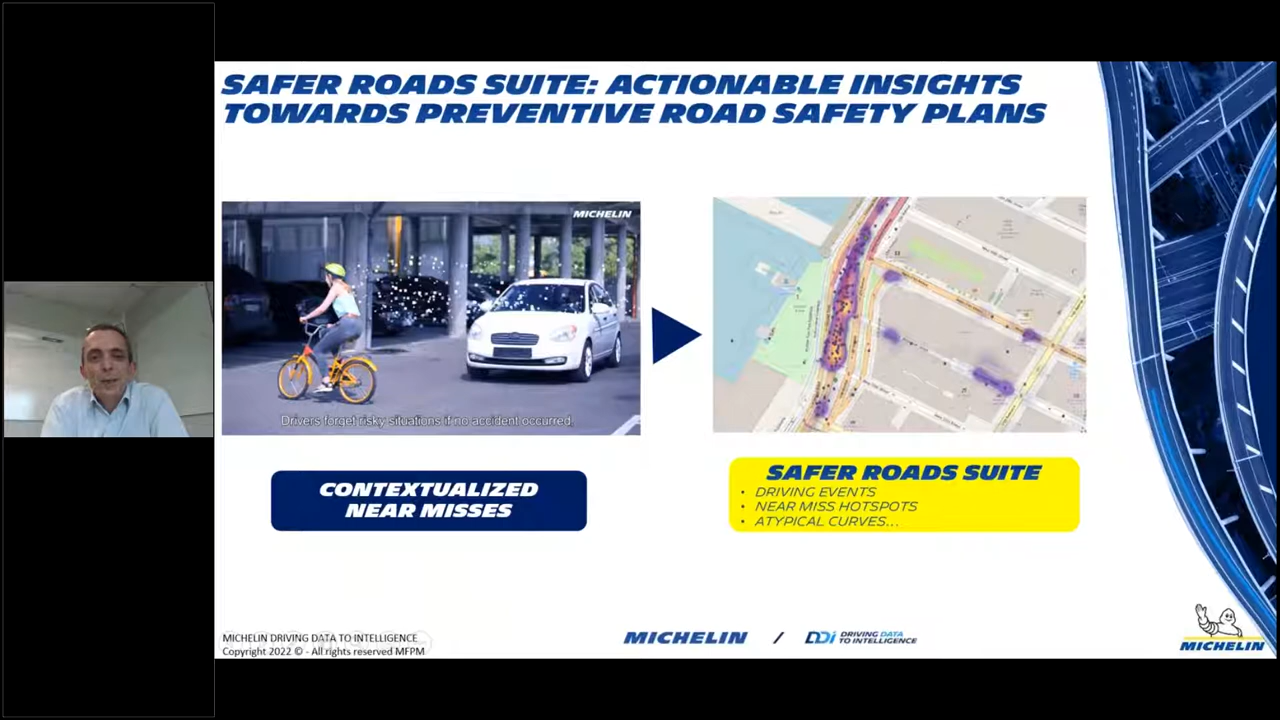 SAFER ROADS SUITE: ACTIONABLE INSIGHTS
TOWARDS PREVENTIVE ROAD SAFETY PLANS
MICHELIN
Drivers forget risky situations if no accident occurred.
CONTEXTUALIZED
NEAR MISSES
SAFER ROADS SUITE
• DRIVING EVENTS
• NEAR MISS HOTSPOTS
• ATYPICAL CURVES...
MICHELIN DRIVING DATA TO INTELLIGENCE
Copyright 2022 © - All rights reserved MFPM
MICHELIN / DDi DRIVING DATA
TO INTELLIGENCE
MICHELIN